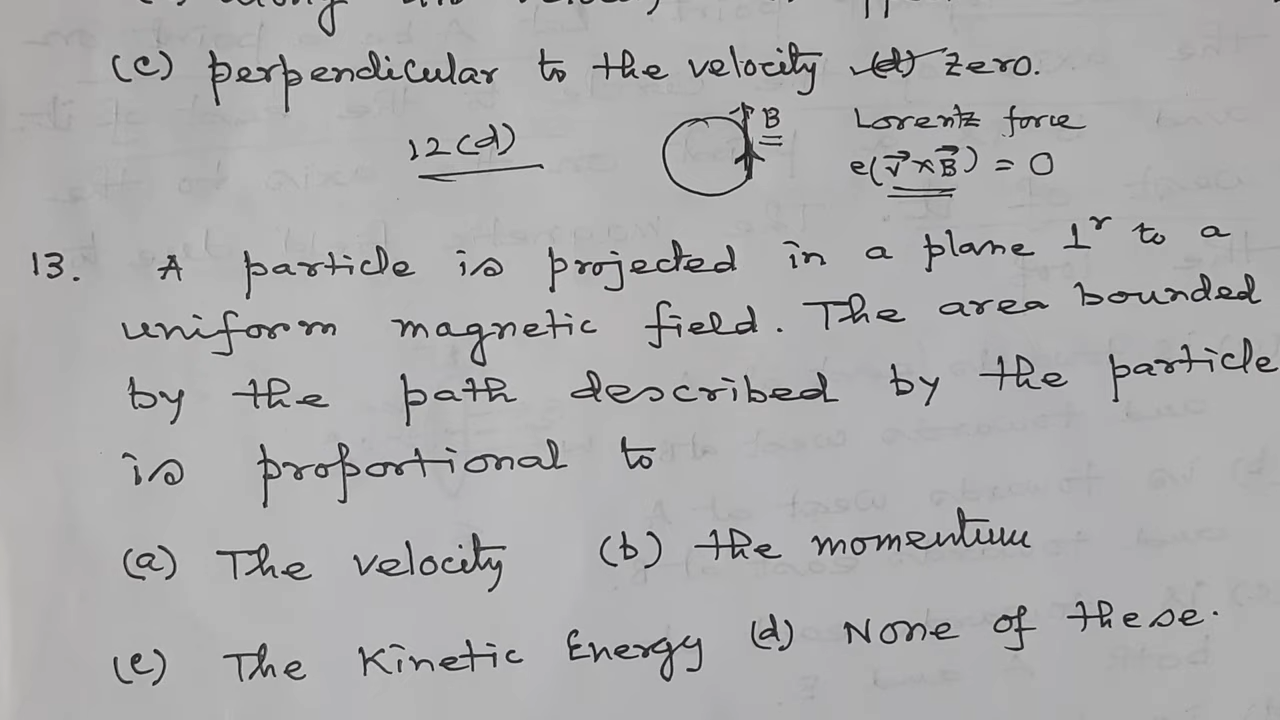 (c) perpendicular to the velocity (d) zero.
12(d) B Lorentz force
e(v⃗×B⃗) = 0
13. A particle is projected in a plane ⊥r to a
uniform magnetic field. The area bounded
by the path described by the particle
is proportional to
(a) The velocity (b) the momentum
(c) The Kinetic Energy (d) None of these.